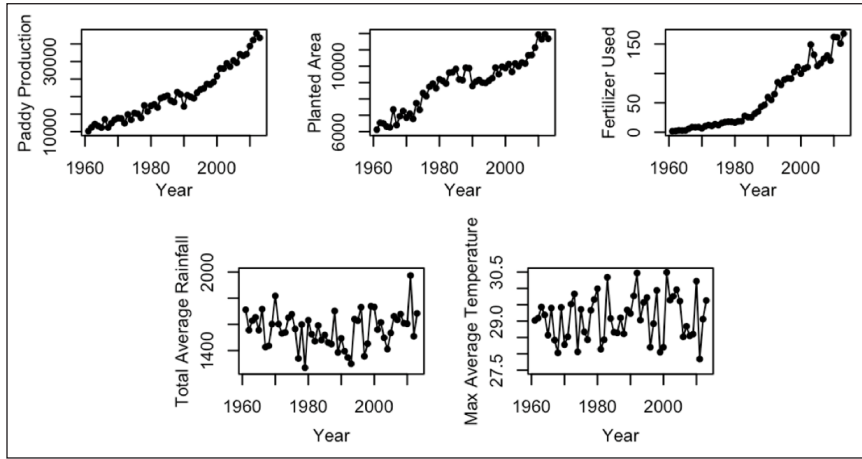 Paddy Production
10000
30000
1960
1980
2000
Year
Planted Area
6000
10000
1960
1980
2000
Year
Fertilizer Used
0
50
150
1960
1980
2000
Year
Total Average Rainfall
1400
2000
1960
1980
2000
Year
Max Average Temperature
27.5
29.0
30.5
1960
1980
2000
Year